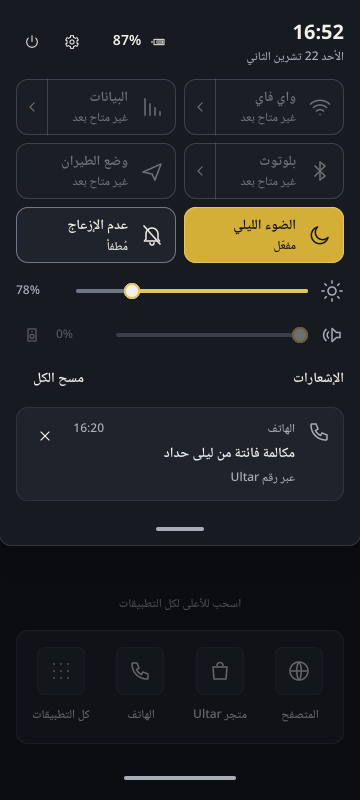 16:52
87%
الأحد 22 تشرين الثاني
واي فاي
غير متاح بعد
البيانات
غير متاح بعد
بلوتوث
غير متاح بعد
وضع الطيران
غير متاح بعد
الضوء الليلي
مفعّل
عدم الإزعاج
مُطفأ
78%
0%
الإشعارات
مسح الكل
الهاتف
16:20
مكالمة فائتة من ليلى حداد
عبر رقم Ultar
اسحب للأعلى لكل التطبيقات
المتصفح
متجر Ultar
الهاتف
كل التطبيقات